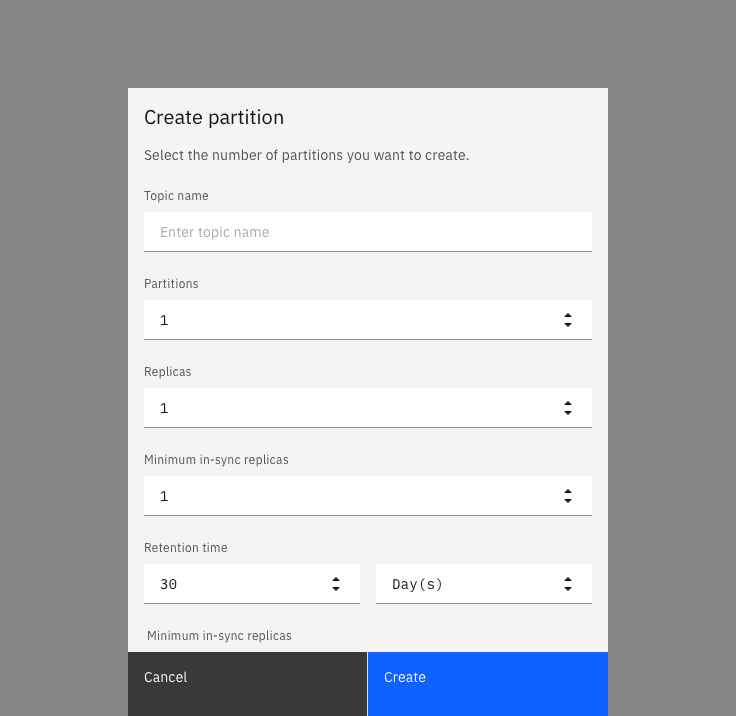 Create partition
Select the number of partitions you want to create.
Topic name
Enter topic name
Partitions
1
Replicas
1
Minimum in-sync replicas
1
Retention time
30 Day(s)
Minimum in-sync replicas
Cancel Create